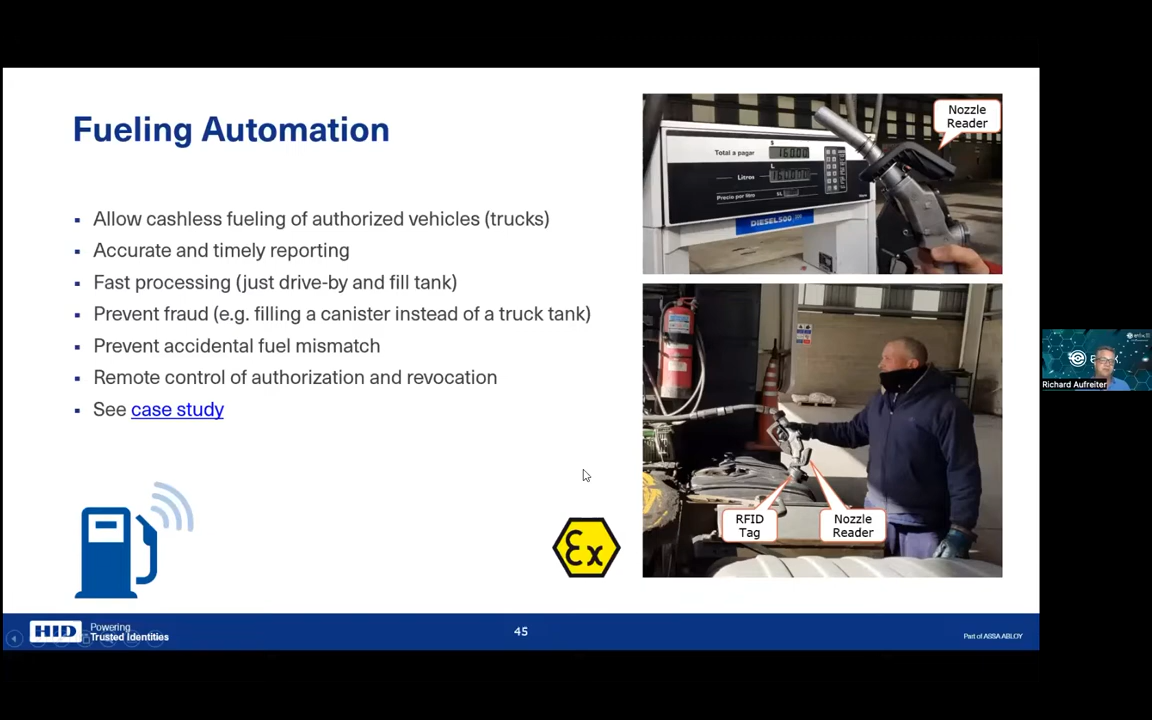 Fueling Automation
▪ Allow cashless fueling of authorized vehicles (trucks)
▪ Accurate and timely reporting
▪ Fast processing (just drive-by and fill tank)
▪ Prevent fraud (e.g. filling a canister instead of a truck tank)
▪ Prevent accidental fuel mismatch
▪ Remote control of authorization and revocation
▪ See case study
Nozzle
Reader
Total a pagar
$
Litros
L
Precio por litro
DIESEL500
RFID
Tag
Nozzle
Reader
Ex
Richard Aufreiter
HID
Powering
Trusted Identities
45
Part of ASSA ABLOY